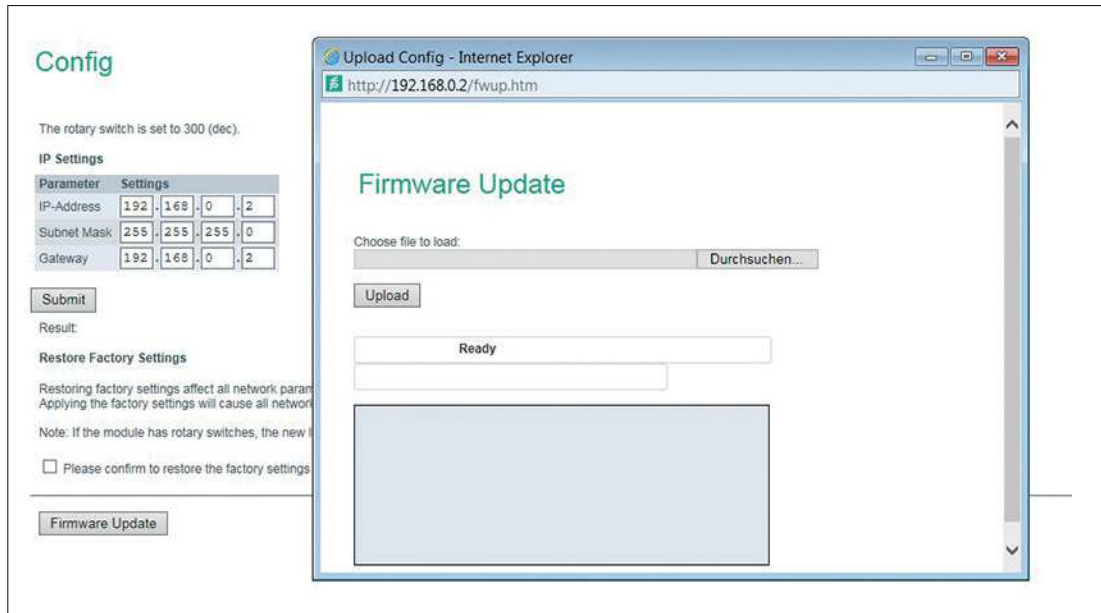 Config
The rotary switch is set to 300 (dec).
IP Settings
Parameter Settings
IP-Address 192 . 168 . 0 . 2
Subnet Mask 255 . 255 . 255 . 0
Gateway 192 . 168 . 0 . 2
Submit
Result:
Restore Factory Settings
Restoring factory settings affect all network param
Applying the factory settings will cause all network
Note: If the module has rotary switches, the new
Please confirm to restore the factory settings
Firmware Update
Upload Config - Internet Explorer
http://192.168.0.2/fwup.htm
Firmware Update
Choose file to load:
Durchsuchen...
Upload
Ready